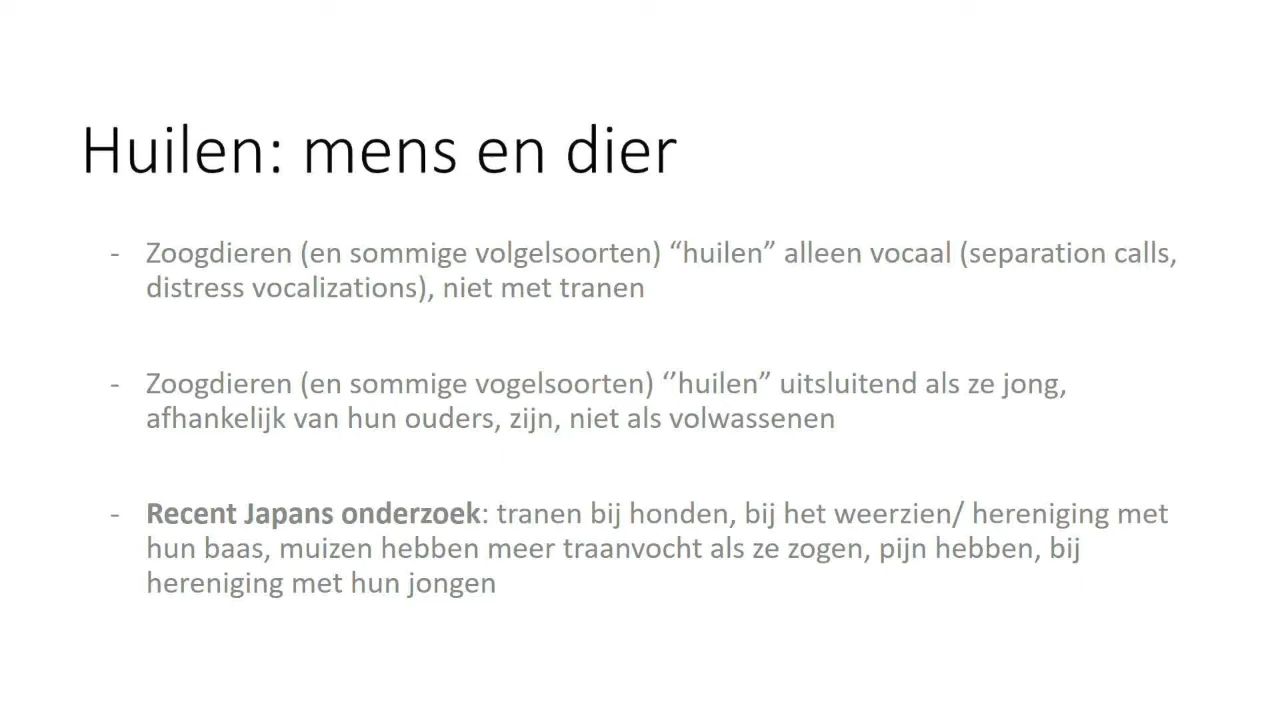 Huilen: mens en dier
- Zoogdieren (en sommige volgelsoorten) “huilen” alleen vocaal (separation calls,
distress vocalizations), niet met tranen
- Zoogdieren (en sommige vogelsoorten) ‘’huilen” uitsluitend als ze jong,
afhankelijk van hun ouders, zijn, niet als volwassenen
- Recent Japans onderzoek: tranen bij honden, bij het weerzien/ hereniging met
hun baas, muizen hebben meer traanvocht als ze zogen, pijn hebben, bij
hereniging met hun jongen